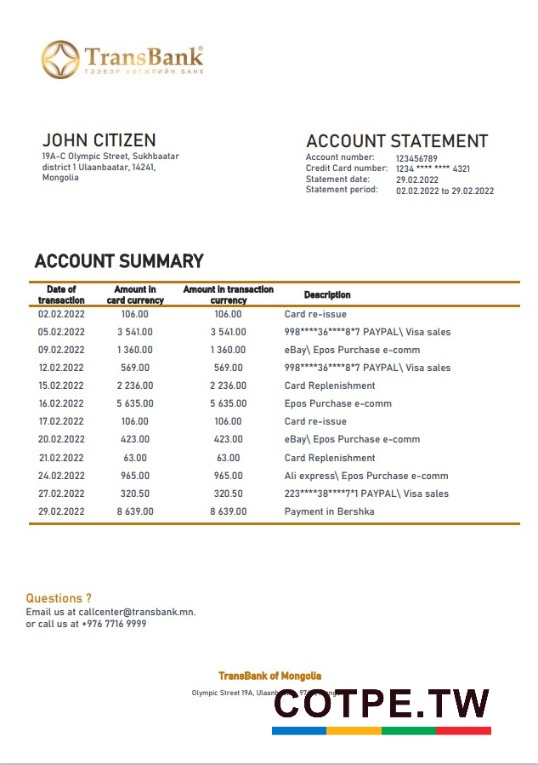 TransBank®
ТЭЭВЭР ХӨГЖЛИЙН БАНК
JOHN CITIZEN
19A-C Olympic Street, Sukhbaatar
district 1 Ulaanbaatar, 14241,
Mongolia
ACCOUNT STATEMENT
Account number: 123456789
Credit Card number: 1234 **** **** 4321
Statement date: 29.02.2022
Statement period: 02.02.2022 to 29.02.2022
ACCOUNT SUMMARY
Date of transaction Amount in card currency Amount in transaction currency Description
02.02.2022 106.00 106.00 Card re-issue
05.02.2022 3 541.00 3 541.00 998****36****8*7 PAYPAL\ Visa sales
09.02.2022 1 360.00 1 360.00 eBay\ Epos Purchase e-comm
12.02.2022 569.00 569.00 998****36****8*7 PAYPAL\ Visa sales
15.02.2022 2 236.00 2 236.00 Card Replenishment
16.02.2022 5 635.00 5 635.00 Epos Purchase e-comm
17.02.2022 106.00 106.00 Card re-issue
20.02.2022 423.00 423.00 eBay\ Epos Purchase e-comm
21.02.2022 63.00 63.00 Card Replenishment
24.02.2022 965.00 965.00 Ali express\ Epos Purchase e-comm
27.02.2022 320.50 320.50 223****38****7*1 PAYPAL\ Visa sales
29.02.2022 8 639.00 8 639.00 Payment in Bershka
Questions ?
Email us at callcenter@transbank.mn.
or call us at +976 7716 9999
TransBank of Mongolia
Olympic Street 19A,
COTPE.TW